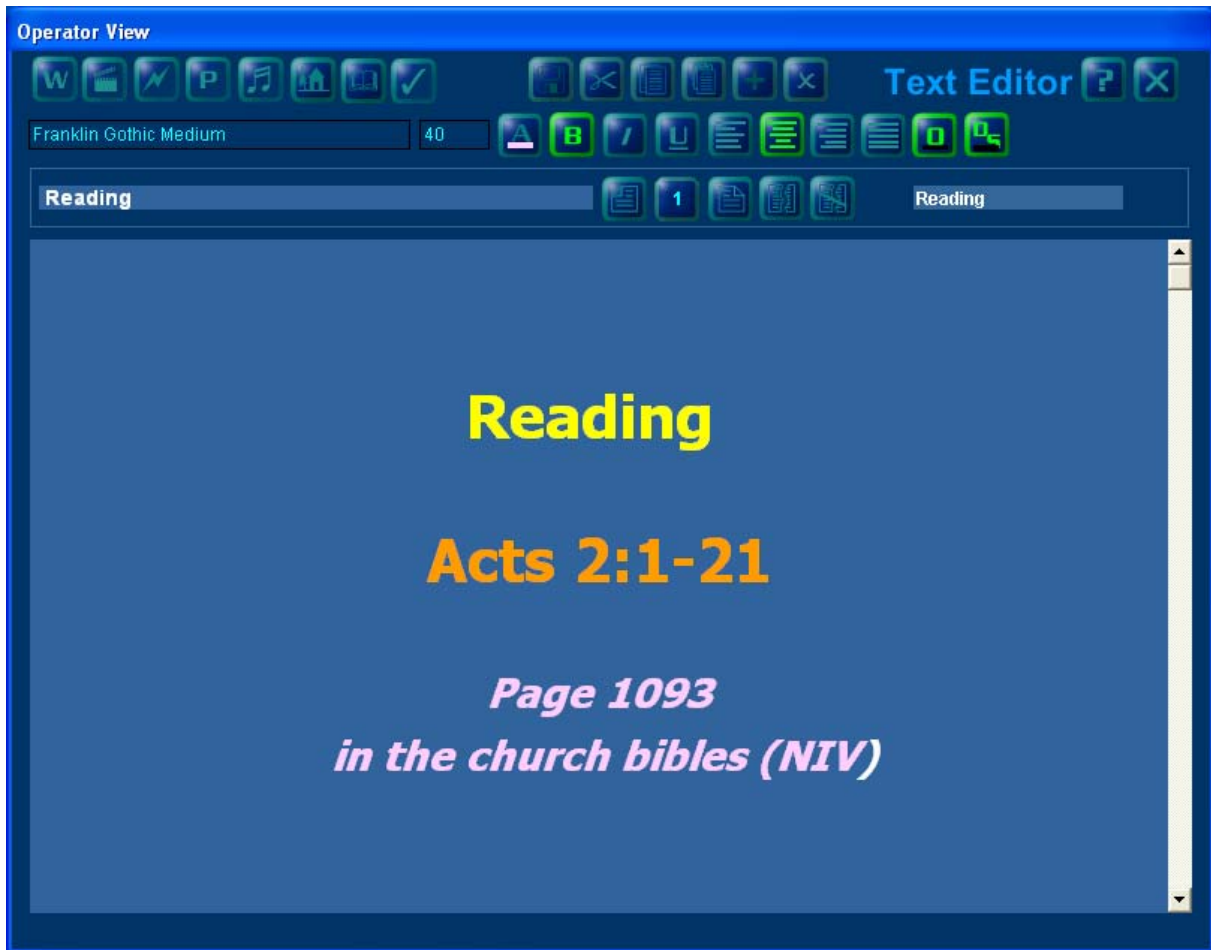 Operator View
W P Text Editor ? X
Franklin Gothic Medium 40 A B I U O Ds
Reading 1 Reading
Reading
Acts 2:1-21
Page 1093
in the church bibles (NIV)